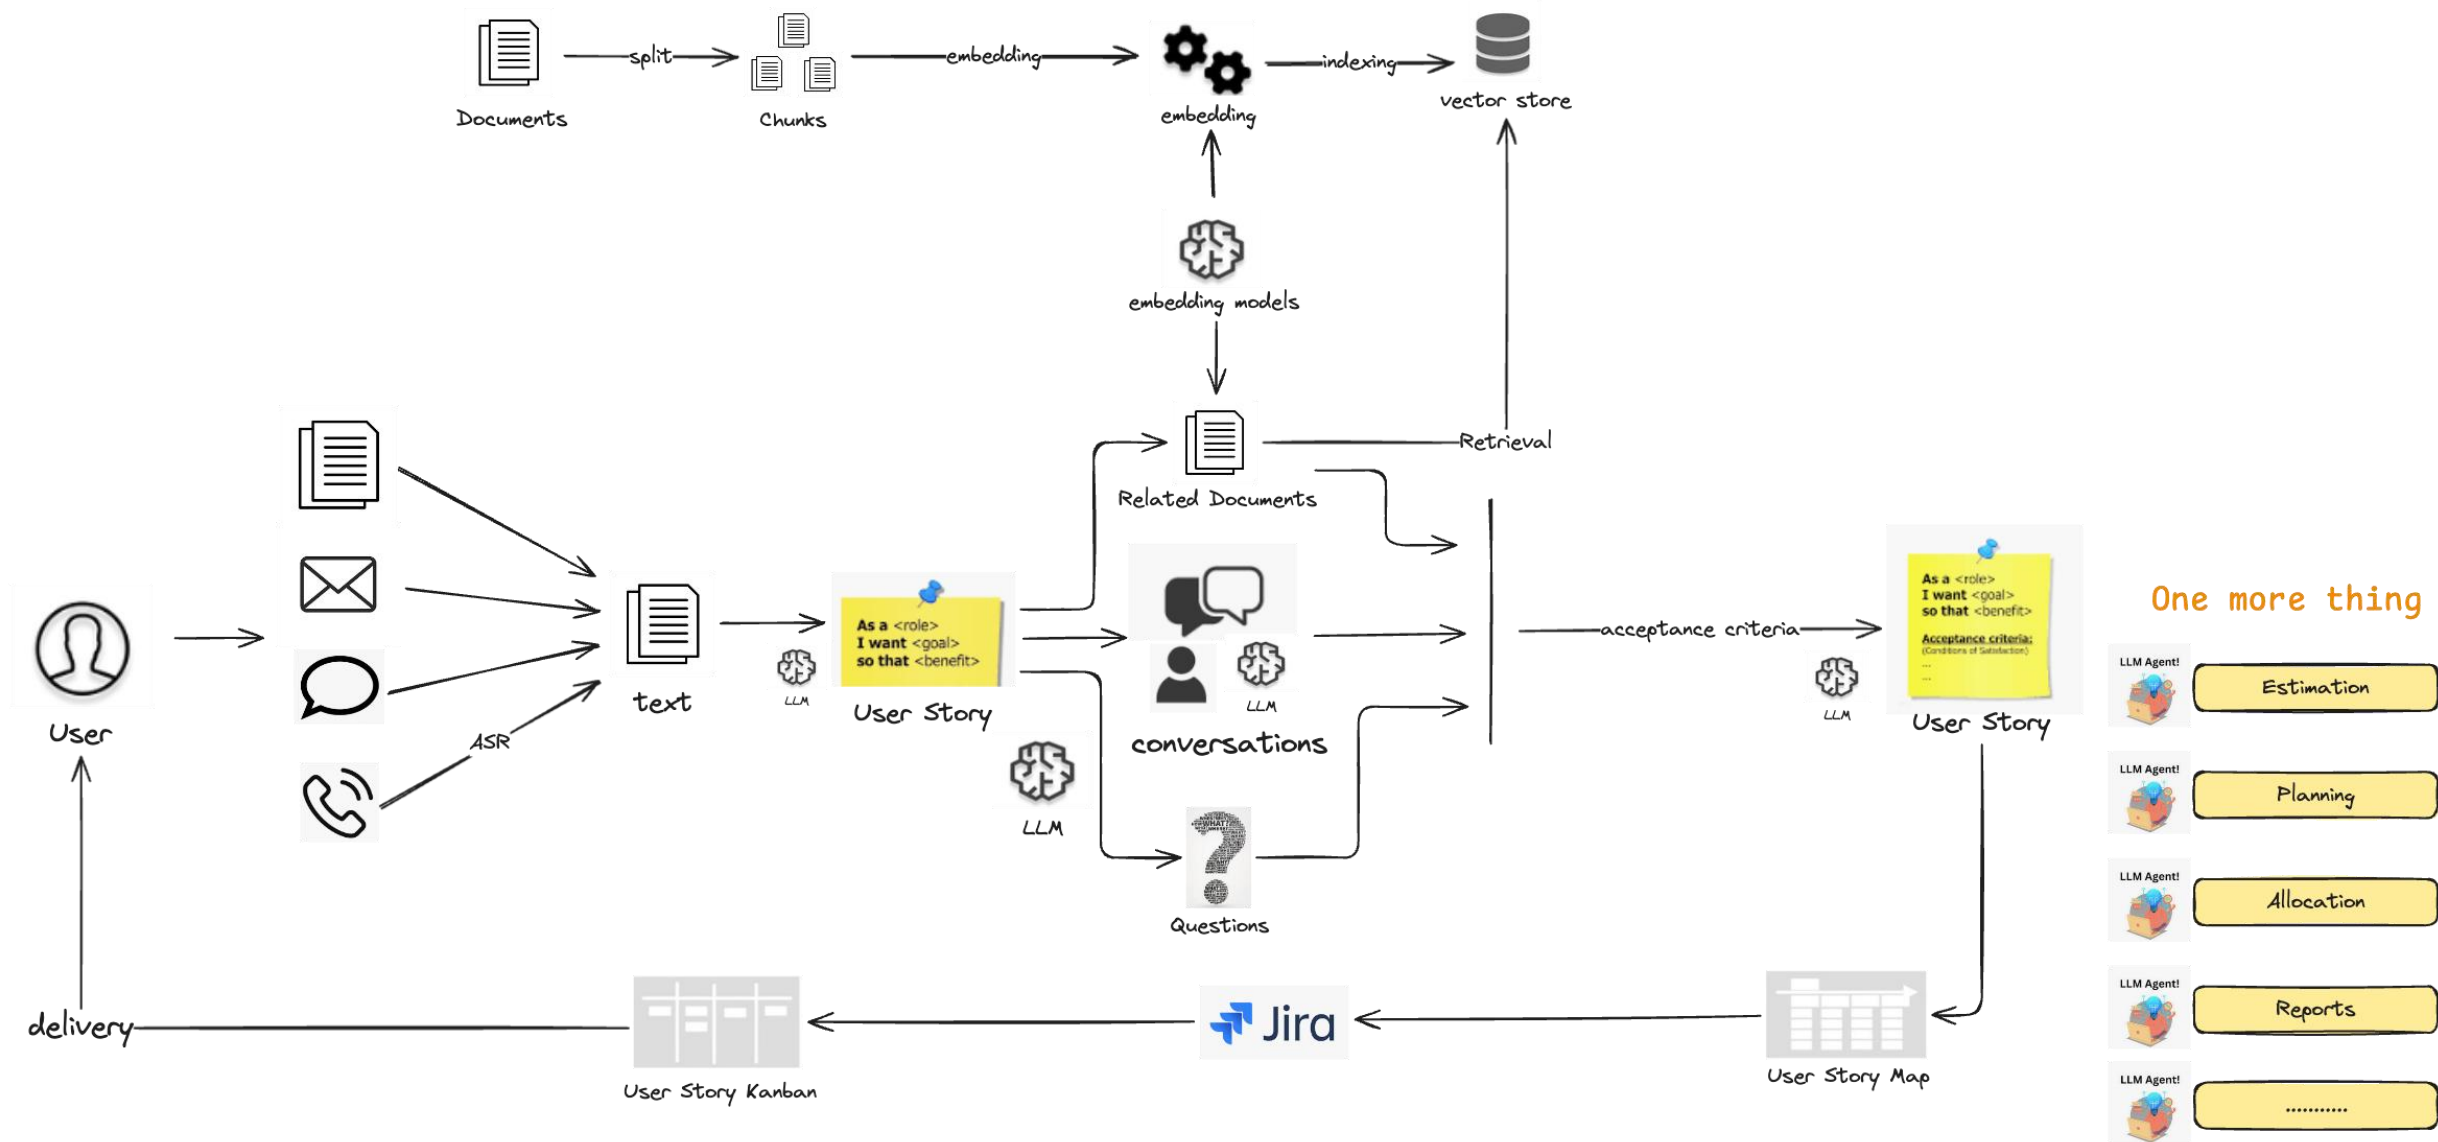 split
embedding
indexing
Documents
Chunks
embedding
vector store
embedding models
Retrieval
Related Documents
As a <role>
I want <goal>
so that <benefit>
User Story
LLM
LLM
text
ASR
User
LLM
conversations
Questions
acceptance criteria
LLM
As a <role>
I want <goal>
so that <benefit>
Acceptance criteria:
(Conditions of Satisfaction)
...
...
User Story
One more thing
LLM Agent!
Estimation
LLM Agent!
Planning
LLM Agent!
Allocation
LLM Agent!
Reports
LLM Agent!
...........
delivery
User Story Kanban
Jira
User Story Map